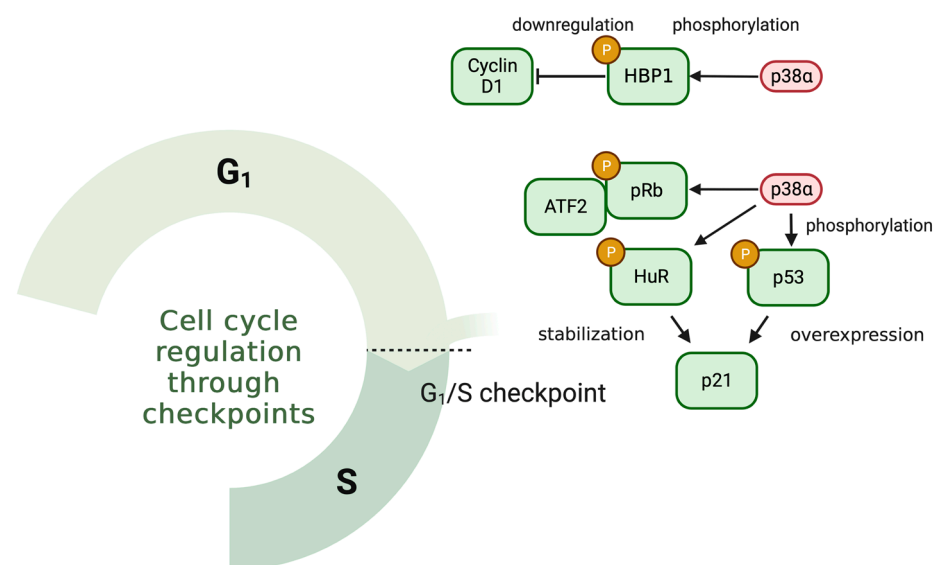 downregulation phosphorylation
P
Cyclin
D1
HBP1
p38α
G₁
P
ATF2
pRb
p38α
phosphorylation
P
HuR
P
p53
Cell cycle
regulation
through
checkpoints
stabilization
overexpression
p21
G₁/S checkpoint
S